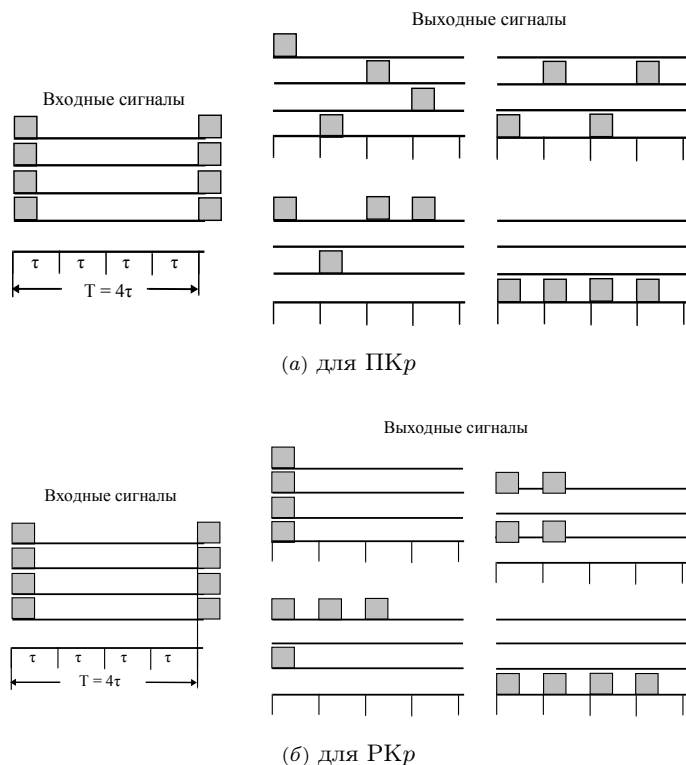 Выходные сигналы
Входные сигналы
τ τ τ τ
T = 4τ
(а) для ПКр
Выходные сигналы
Входные сигналы
τ τ τ τ
T = 4τ
(б) для РКр